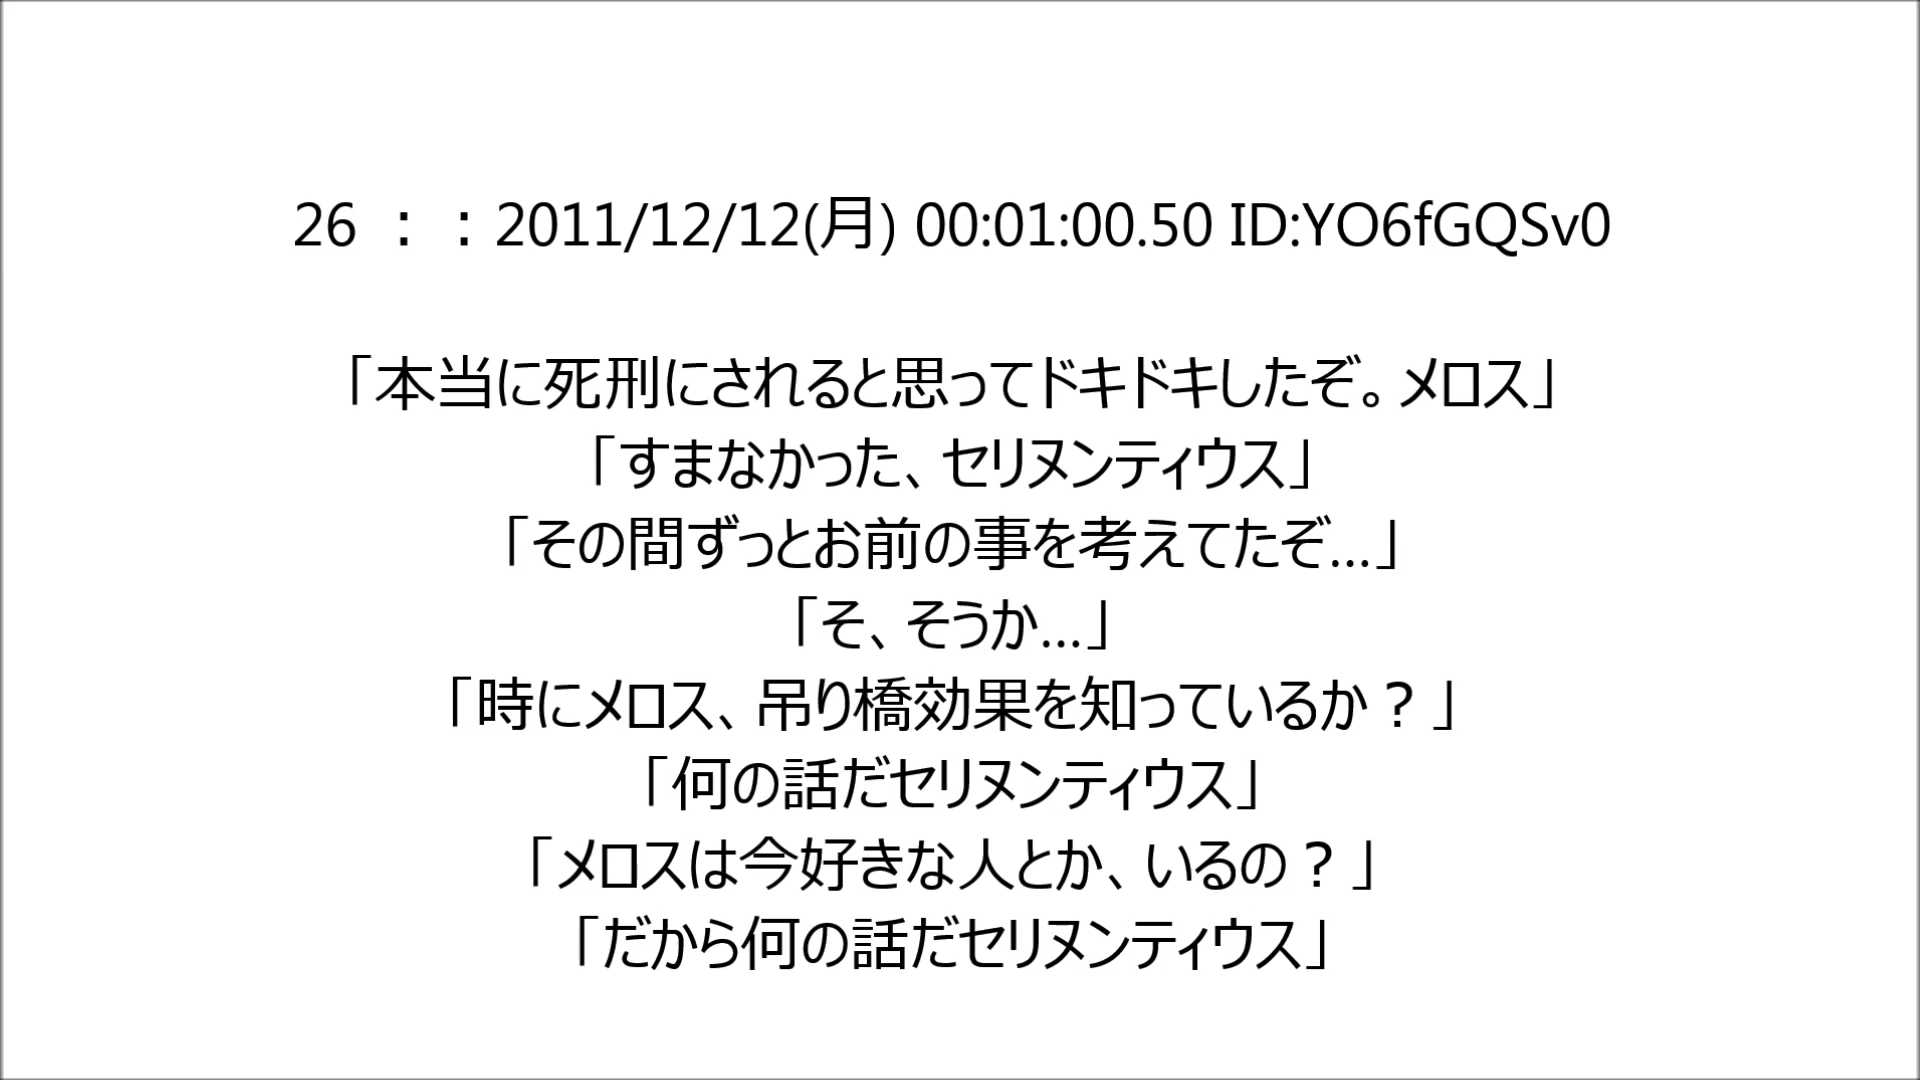 26 ： ：2011/12/12(月) 00:01:00.50 ID:YO6fGQSv0
「本当に死刑にされると思ってドキドキしたぞ。メロス」
「すまなかった、セリヌンティウス」
「その間ずっとお前の事を考えてたぞ…」
「そ、そうか…」
「時にメロス、吊り橋効果を知っているか？」
「何の話だセリヌンティウス」
「メロスは今好きな人とか、いるの？」
「だから何の話だセリヌンティウス」